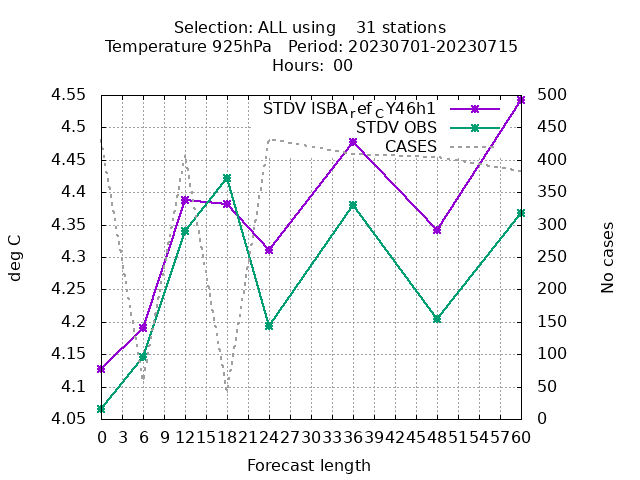 Selection: ALL using    31 stations
Temperature 925hPa   Period: 20230701-20230715
Hours:  00
4.55
4.5
4.45
4.4
4.35
4.3
4.25
4.2
4.15
4.1
4.05
deg C
STDV ISBA_ref_CY46h1
STDV OBS
CASES
500
450
400
350
300
250
200
150
100
50
0
No cases
0 3 6 9 12 15 18 21 24 27 30 33 36 39 42 45 48 51 54 57 60
Forecast length